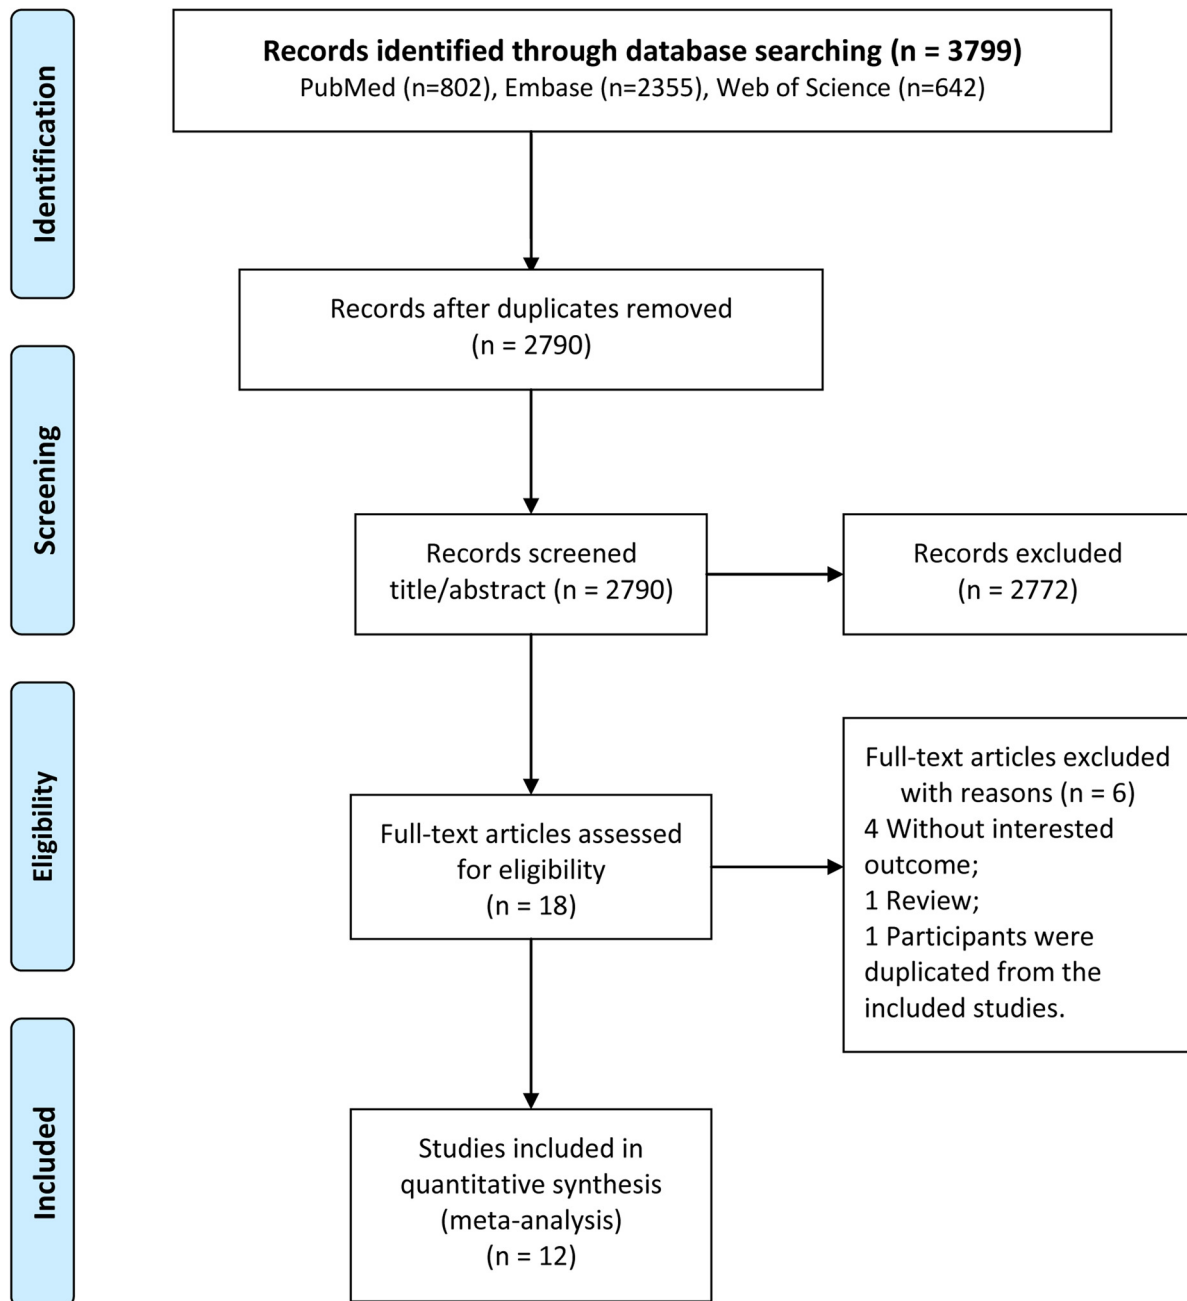 Identification
Records identified through database searching (n = 3799)
PubMed (n=802), Embase (n=2355), Web of Science (n=642)
Records after duplicates removed
(n = 2790)
Screening
Records screened
title/abstract (n = 2790)
Records excluded
(n = 2772)
Eligibility
Full-text articles assessed
for eligibility
(n = 18)
Full-text articles excluded
with reasons (n = 6)
4 Without interested
outcome;
1 Review;
1 Participants were
duplicated from the
included studies.
Included
Studies included in
quantitative synthesis
(meta-analysis)
(n = 12)